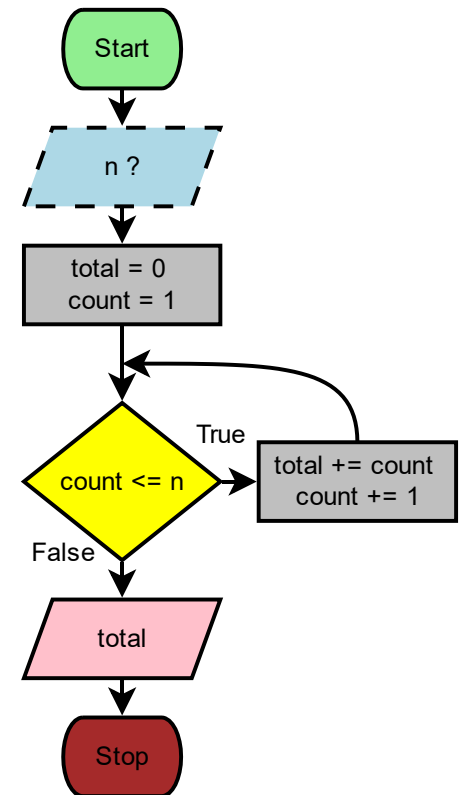 Start
n ?
total = 0
count = 1
True
count <= n
total += count
count += 1
False
total
Stop